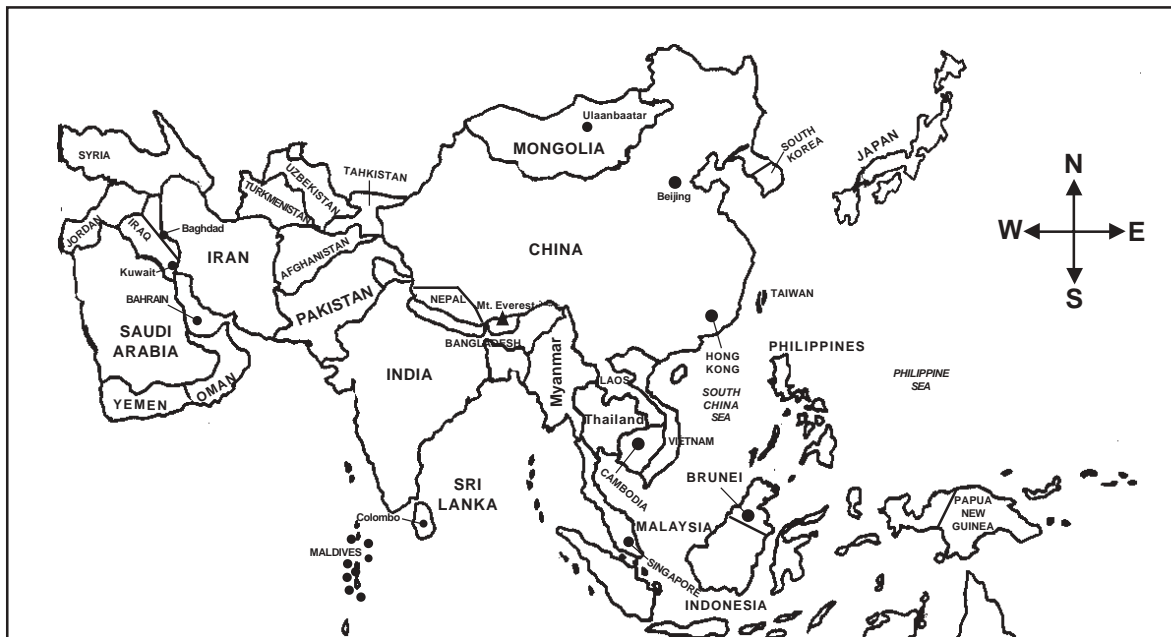 Ulaanbaatar
MONGOLIA
SYRIA
TAHKISTAN
UZBEKISTAN
TURKMENISTAN
SOUTH
KOREA
JAPAN
Beijing
N
W
E
S
JORDAN
IRAQ
Baghdad
IRAN
AFGHANISTAN
CHINA
Kuwait
BAHRAIN
PAKISTAN
NEPAL
Mt. Everest
TAIWAN
SAUDI
ARABIA
BANGLADESH
HONG
KONG
PHILIPPINES
INDIA
Myanmar
LAOS
SOUTH
CHINA
SEA
PHILIPPINE
SEA
YEMEN
OMAN
Thailand
VIETNAM
CAMBODIA
BRUNEI
SRI
LANKA
Colombo
MALAYSIA
PAPUA
NEW
GUINEA
MALDIVES
SINGAPORE
INDONESIA